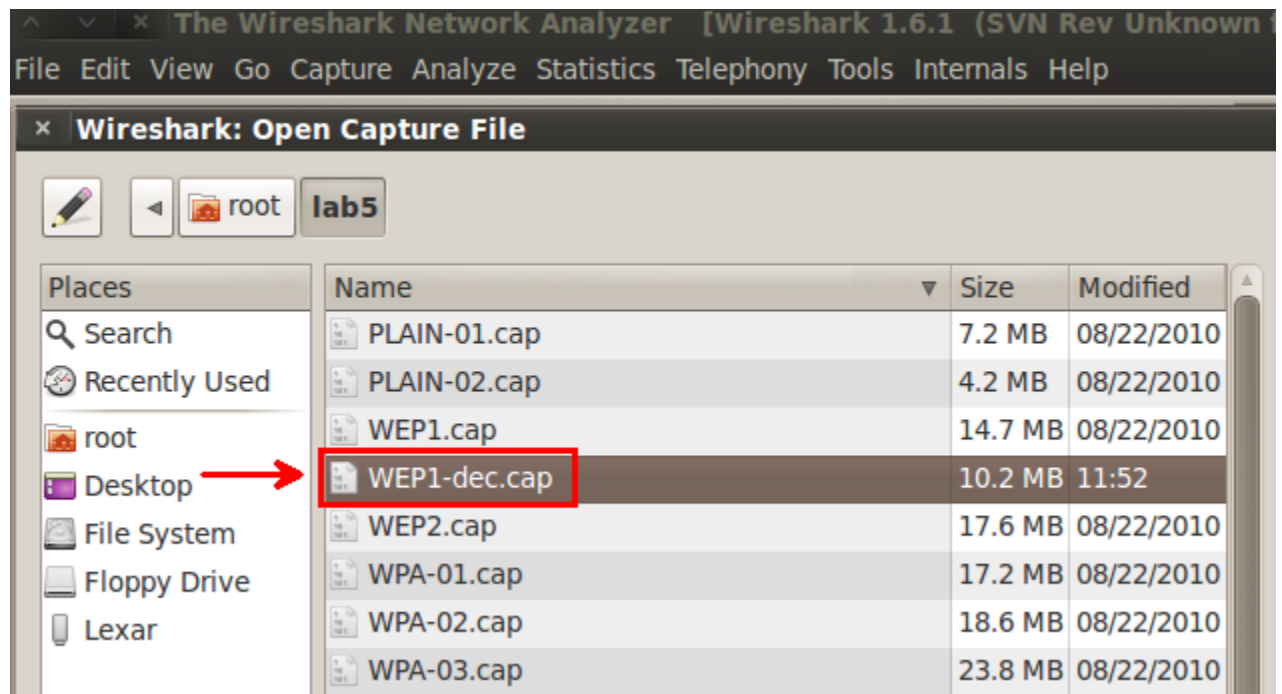 The Wireshark Network Analyzer [Wireshark 1.6.1 (SVN Rev Unknown
File Edit View Go Capture Analyze Statistics Telephony Tools Internals Help
Wireshark: Open Capture File
root lab5
Places
Search
Recently Used
root
Desktop
File System
Floppy Drive
Lexar
Name Size Modified
PLAIN-01.cap 7.2 MB 08/22/2010
PLAIN-02.cap 4.2 MB 08/22/2010
WEP1.cap 14.7 MB 08/22/2010
WEP1-dec.cap 10.2 MB 11:52
WEP2.cap 17.6 MB 08/22/2010
WPA-01.cap 17.2 MB 08/22/2010
WPA-02.cap 18.6 MB 08/22/2010
WPA-03.cap 23.8 MB 08/22/2010